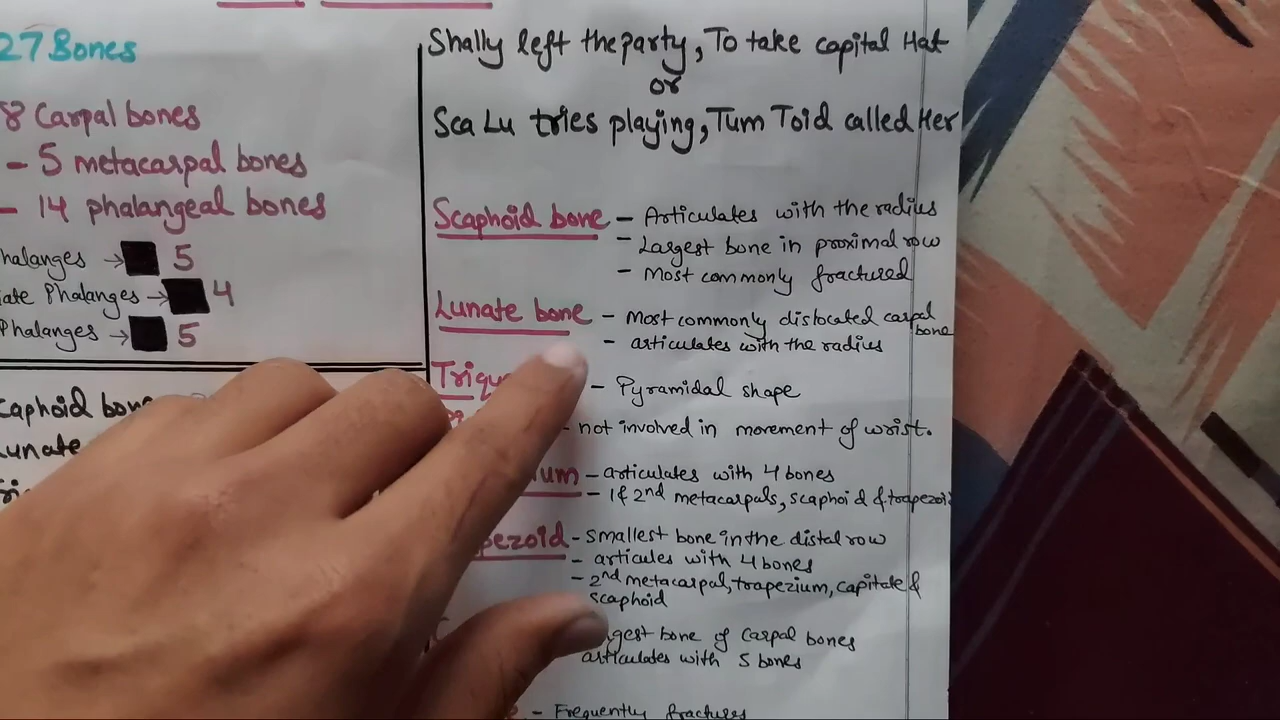 27 Bones
8 Carpal bones
- 5 metacarpal bones
- 14 phalangeal bones
halanges → 5
iate Phalanges → 4
Phalanges → 5
caphoid bon
Lunate
Shally left the party, To take capital Hat
or
Sca Lu tries playing, Tum Toid called Her
Scaphoid bone - Articulates with the radius
- Largest bone in proximal row
- Most commonly fractured
Lunate bone - Most commonly dislocated carpal bone
- articulates with the radius
Trique - Pyramidal shape
- not involved in movement of wrist.
ium - articulates with 4 bones
- 1 & 2nd metacarpals, scaphoid & trapezoi
pezoid - smallest bone in the distal row
- articules with 4 bones
- 2nd metacarpal, trapezium, capitate &
scaphoid
gest bone of carpal bones
articulates with 5 bones
- Frequently fractures